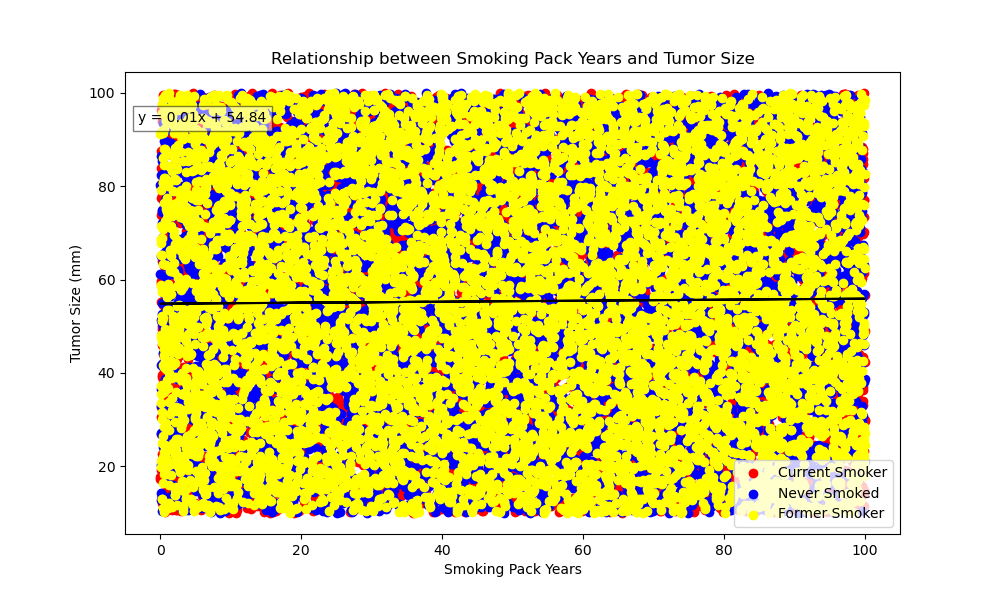 Relationship between Smoking Pack Years and Tumor Size
y = 0.01x + 54.84
100
80
60
40
20
Tumor Size (mm)
0
20
40
60
80
100
Smoking Pack Years
Current Smoker
Never Smoked
Former Smoker